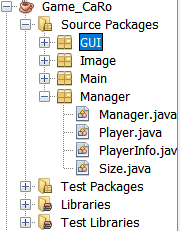 Game_CaRo
Source Packages
GUI
Image
Main
Manager
Manager.java
Player.java
PlayerInfo.java
Size.java
Test Packages
Libraries
Test Libraries